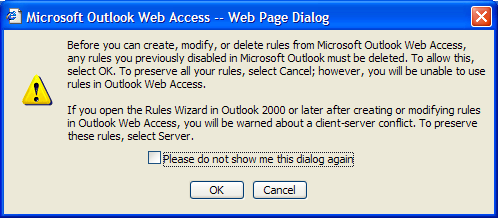 Microsoft Outlook Web Access -- Web Page Dialog
Before you can create, modify, or delete rules from Microsoft Outlook Web Access,
any rules you previously disabled in Microsoft Outlook must be deleted. To allow this,
select OK. To preserve all your rules, select Cancel; however, you will be unable to use
rules in Outlook Web Access.
If you open the Rules Wizard in Outlook 2000 or later after creating or modifying rules
in Outlook Web Access, you will be warned about a client-server conflict. To preserve
these rules, select Server.
Please do not show me this dialog again
OK Cancel